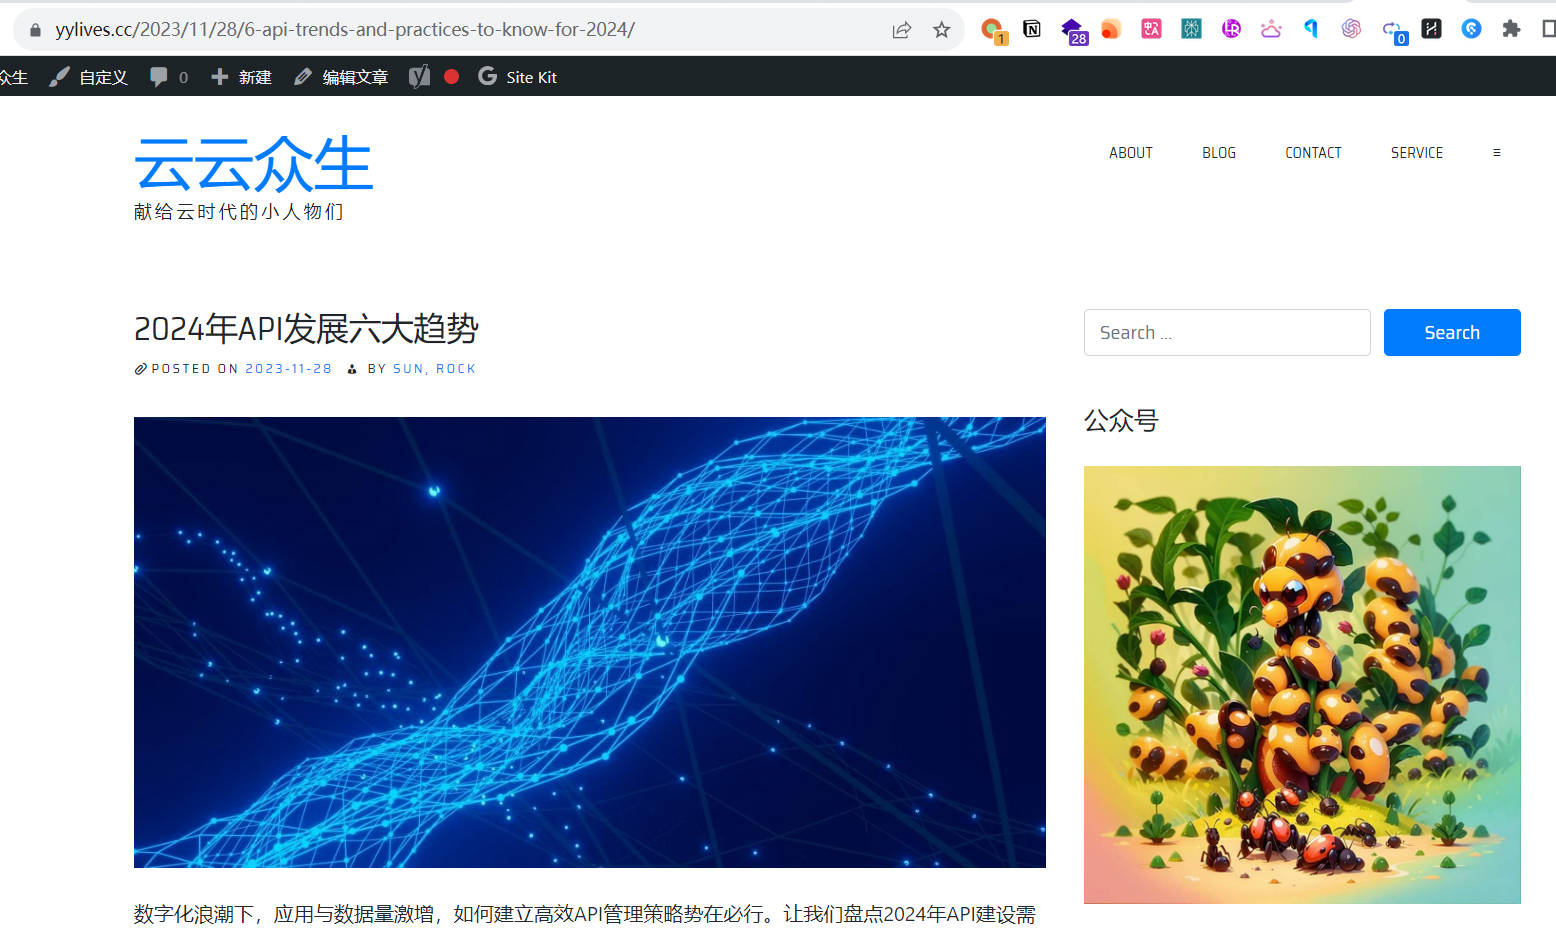 yylives.cc/2023/11/28/6-api-trends-and-practices-to-know-for-2024/
1
28
0
众生 自定义 0 新建 编辑文章 Site Kit
云云众生
献给云时代的小人物们
ABOUT BLOG CONTACT SERVICE
2024年API发展六大趋势
POSTED ON 2023-11-28 BY SUN, ROCK
Search ...
Search
公众号
数字化浪潮下，应用与数据量激增，如何建立高效API管理策略势在必行。让我们盘点2024年API建设需